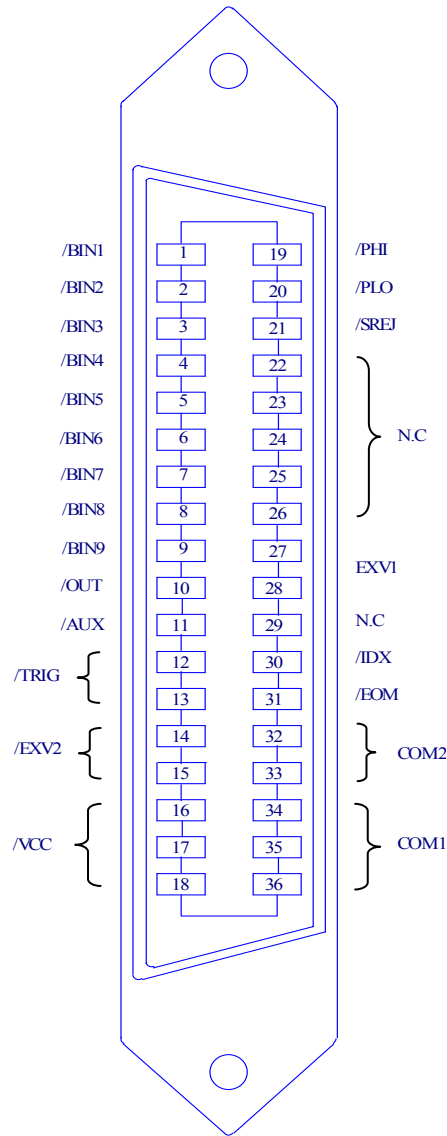 /BIN1 1 19 /PHI
/BIN2 2 20 /PLO
/BIN3 3 21 /SREJ
/BIN4 4 22
/BIN5 5 23
/BIN6 6 24 N.C
/BIN7 7 25
/BIN8 8 26
/BIN9 9 27
EXV1
/OUT 10 28
/AUX 11 29 N.C
/TRIG 12 30 /IDX
13 31 /EOM
/EXV2 14 32 COM2
15 33
16 34
/VCC 17 35 COM1
18 36